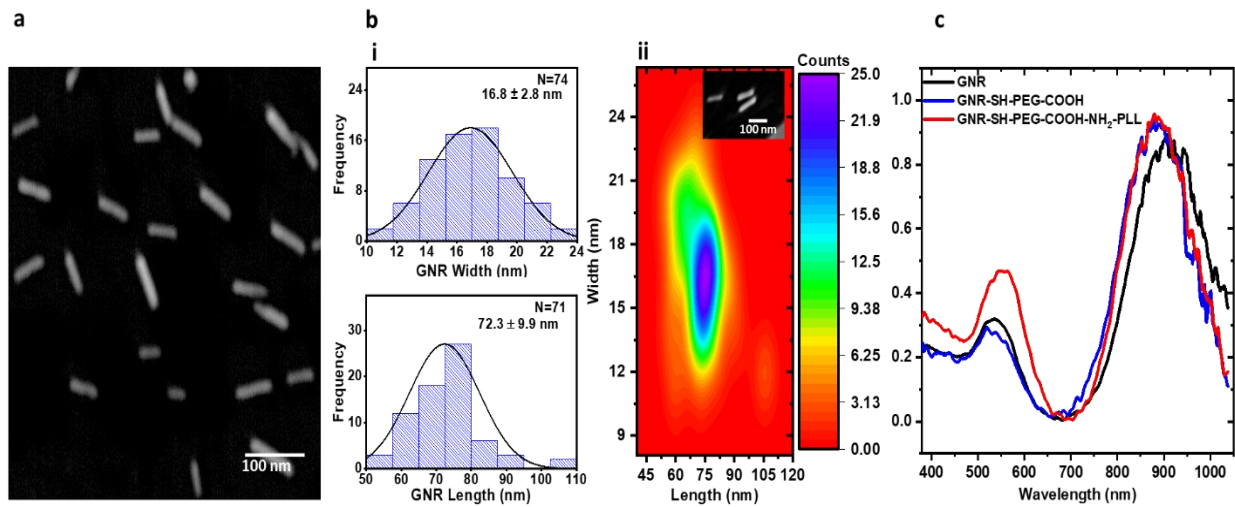 a
b
c
i
ii
100 nm
N=74
16.8 ± 2.8 nm
Frequency
18
12
6
0
10 12 14 16 18 20 22 24
GNR Width (nm)
N=71
72.3 ± 9.9 nm
Frequency
30
20
10
0
50 60 70 80 90 100 110
GNR Length (nm)
Width (nm)
24
21
18
15
12
9
45 60 75 90 105 120
Length (nm)
100 nm
Counts
25.0
21.9
18.8
15.6
12.5
9.38
6.25
3.13
0.00
GNR
GNR-SH-PEG-COOH
GNR-SH-PEG-COOH-NH₂-PLL
1.0
0.8
0.6
0.4
0.2
0.0
400 500 600 700 800 900 1000
Wavelength (nm)